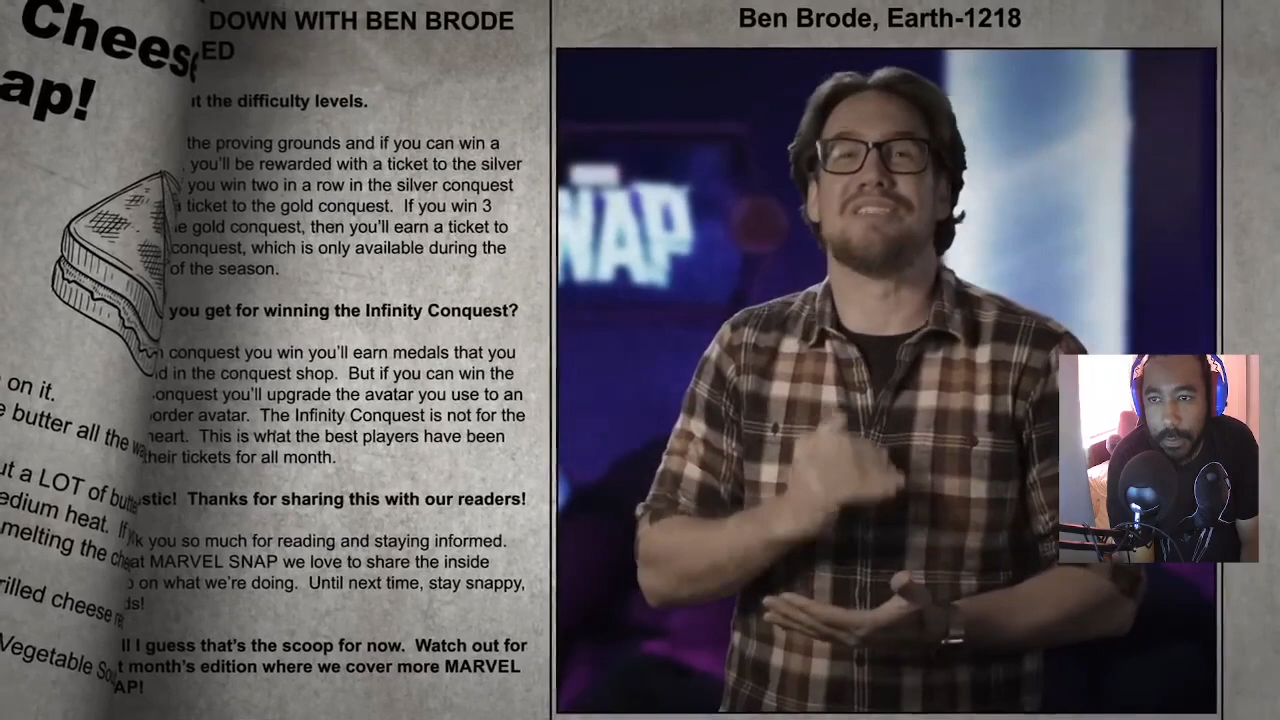 Cheese
ap!
on it.
butter all the
ut a LOT of
edium heat. If
melting the
rilled cheese
Vegetable
DOWN WITH BEN BRODE
ED
the difficulty levels.
the proving grounds and if you can win a
you'll be rewarded with a ticket to the silver
you win two in a row in the silver conquest
ticket to the gold conquest. If you win 3
gold conquest, then you'll earn a ticket to
conquest, which is only available during the
of the season.
you get for winning the Infinity Conquest?
conquest you win you'll earn medals that you
in the conquest shop. But if you can win the
onquest you'll upgrade the avatar you use to an
order avatar. The Infinity Conquest is not for the
heart. This is what the best players have been
their tickets for all month.
stic! Thanks for sharing this with our readers!
k you so much for reading and staying informed.
at MARVEL SNAP we love to share the inside
on what we're doing. Until next time, stay snappy,
ds!
ll I guess that's the scoop for now. Watch out for
t month's edition where we cover more MARVEL
AP!
Ben Brode, Earth-1218
NAP